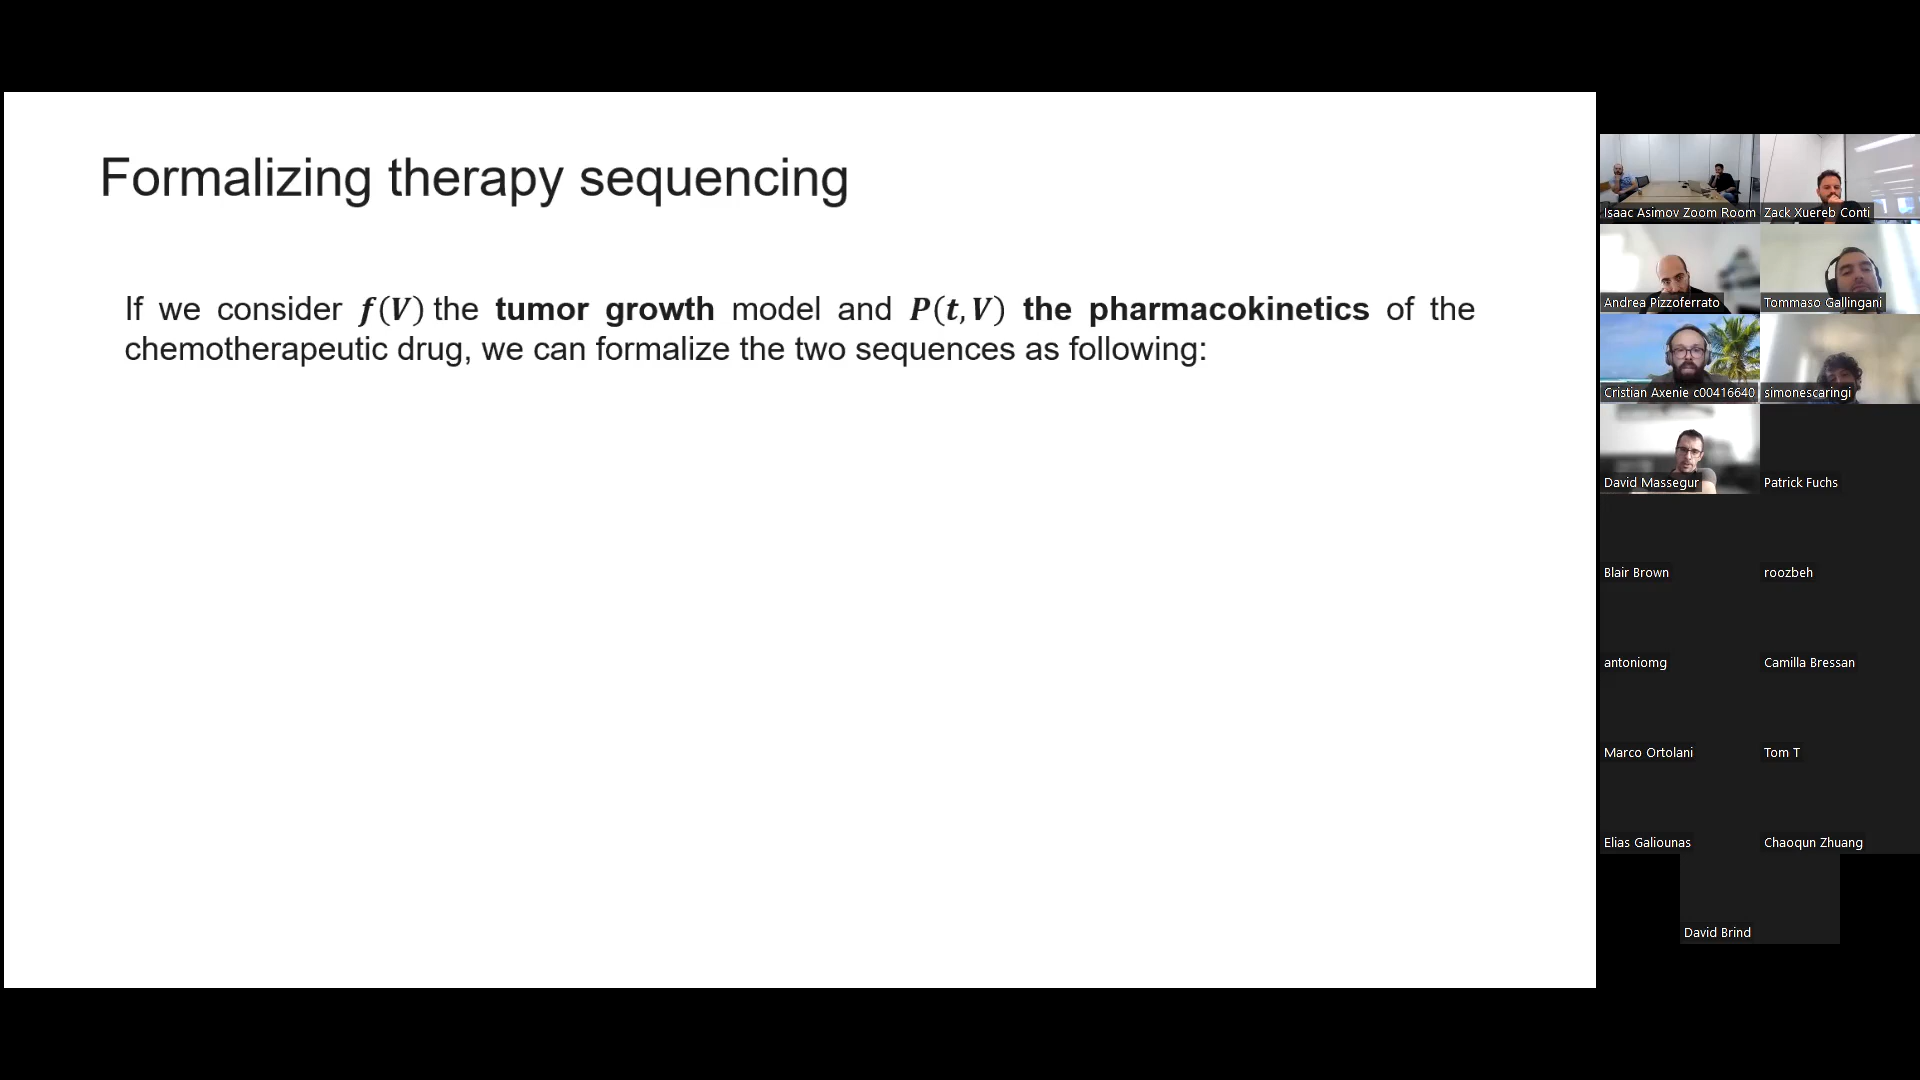 Formalizing therapy sequencing
If we consider f(V) the tumor growth model and P(t, V) the pharmacokinetics of the
chemotherapeutic drug, we can formalize the two sequences as following:
Isaac Asimov Zoom Room
Zack Xuereb Conti
Andrea Pizzoferrato
Tommaso Gallingani
Cristian Axenie c00416640
simonescaringi
David Massegur
Patrick Fuchs
Blair Brown
roozbeh
antoniomg
Camilla Bressan
Marco Ortolani
Tom T
Elias Galiounas
Chaoqun Zhuang
David Brind